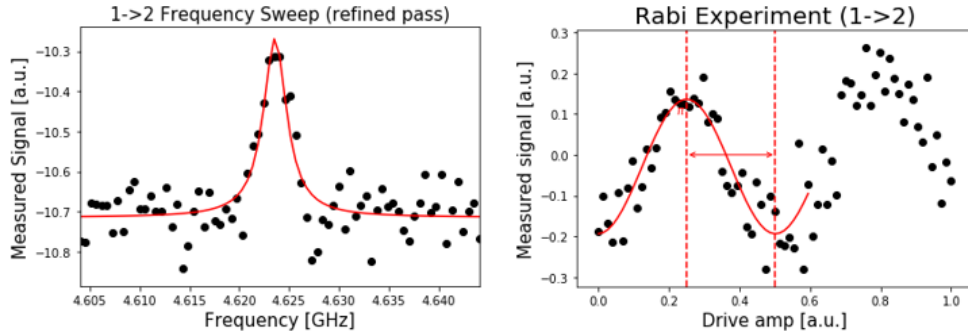 1->2 Frequency Sweep (refined pass)
Measured Signal [a.u.]
−10.3
−10.4
−10.5
−10.6
−10.7
−10.8
4.605 4.610 4.615 4.620 4.625 4.630 4.635 4.640
Frequency [GHz]
Rabi Experiment (1->2)
Measured signal [a.u.]
0.3
0.2
0.1
0.0
−0.1
−0.2
−0.3
0.0 0.2 0.4 0.6 0.8 1.0
Drive amp [a.u.]